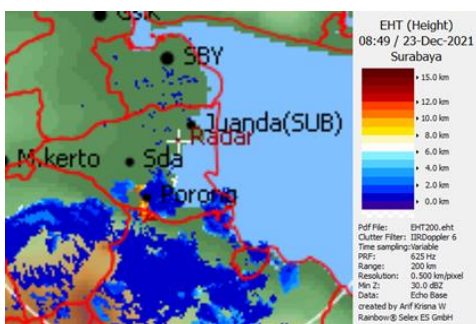 Gsik
SBY
Juanda(SUB)
Radar
M.kerto
Sda
Porong
EHT (Height)
08:49 / 23-Dec-2021
Surabaya
15.0 km
12.0 km
10.0 km
8.0 km
6.0 km
4.0 km
2.0 km
0.0 km
Pdf File: EHT200.eht
Clutter Filter: IIRDoppler 6
Time sampling:Variable
PRF: 625 Hz
Range: 200 km
Resolution: 0.500 km/pixel
Min Z: 30.0 dBZ
Data: Echo Base
created by Arif Krisna W
Rainbow® Selex ES GmbH